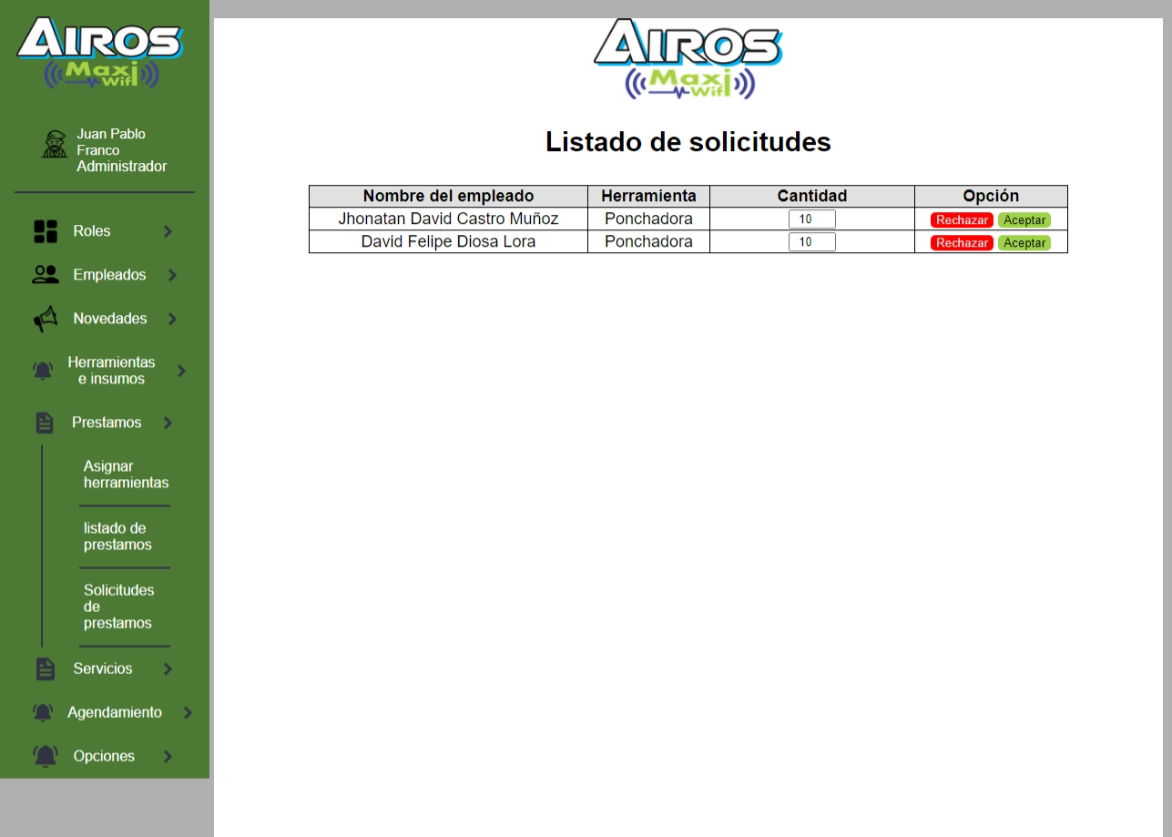 AIROS
Maxi
Wifi
Juan Pablo
Franco
Administrador
Roles
Empleados
Novedades
Herramientas
e insumos
Prestamos
Asignar
herramientas
listado de
prestamos
Solicitudes
de
prestamos
Servicios
Agendamiento
Opciones
AIROS
Maxi
Wifi
Listado de solicitudes
Nombre del empleado Herramienta Cantidad Opción
Jhonatan David Castro Muñoz Ponchadora 10 Rechazar Aceptar
David Felipe Diosa Lora Ponchadora 10 Rechazar Aceptar